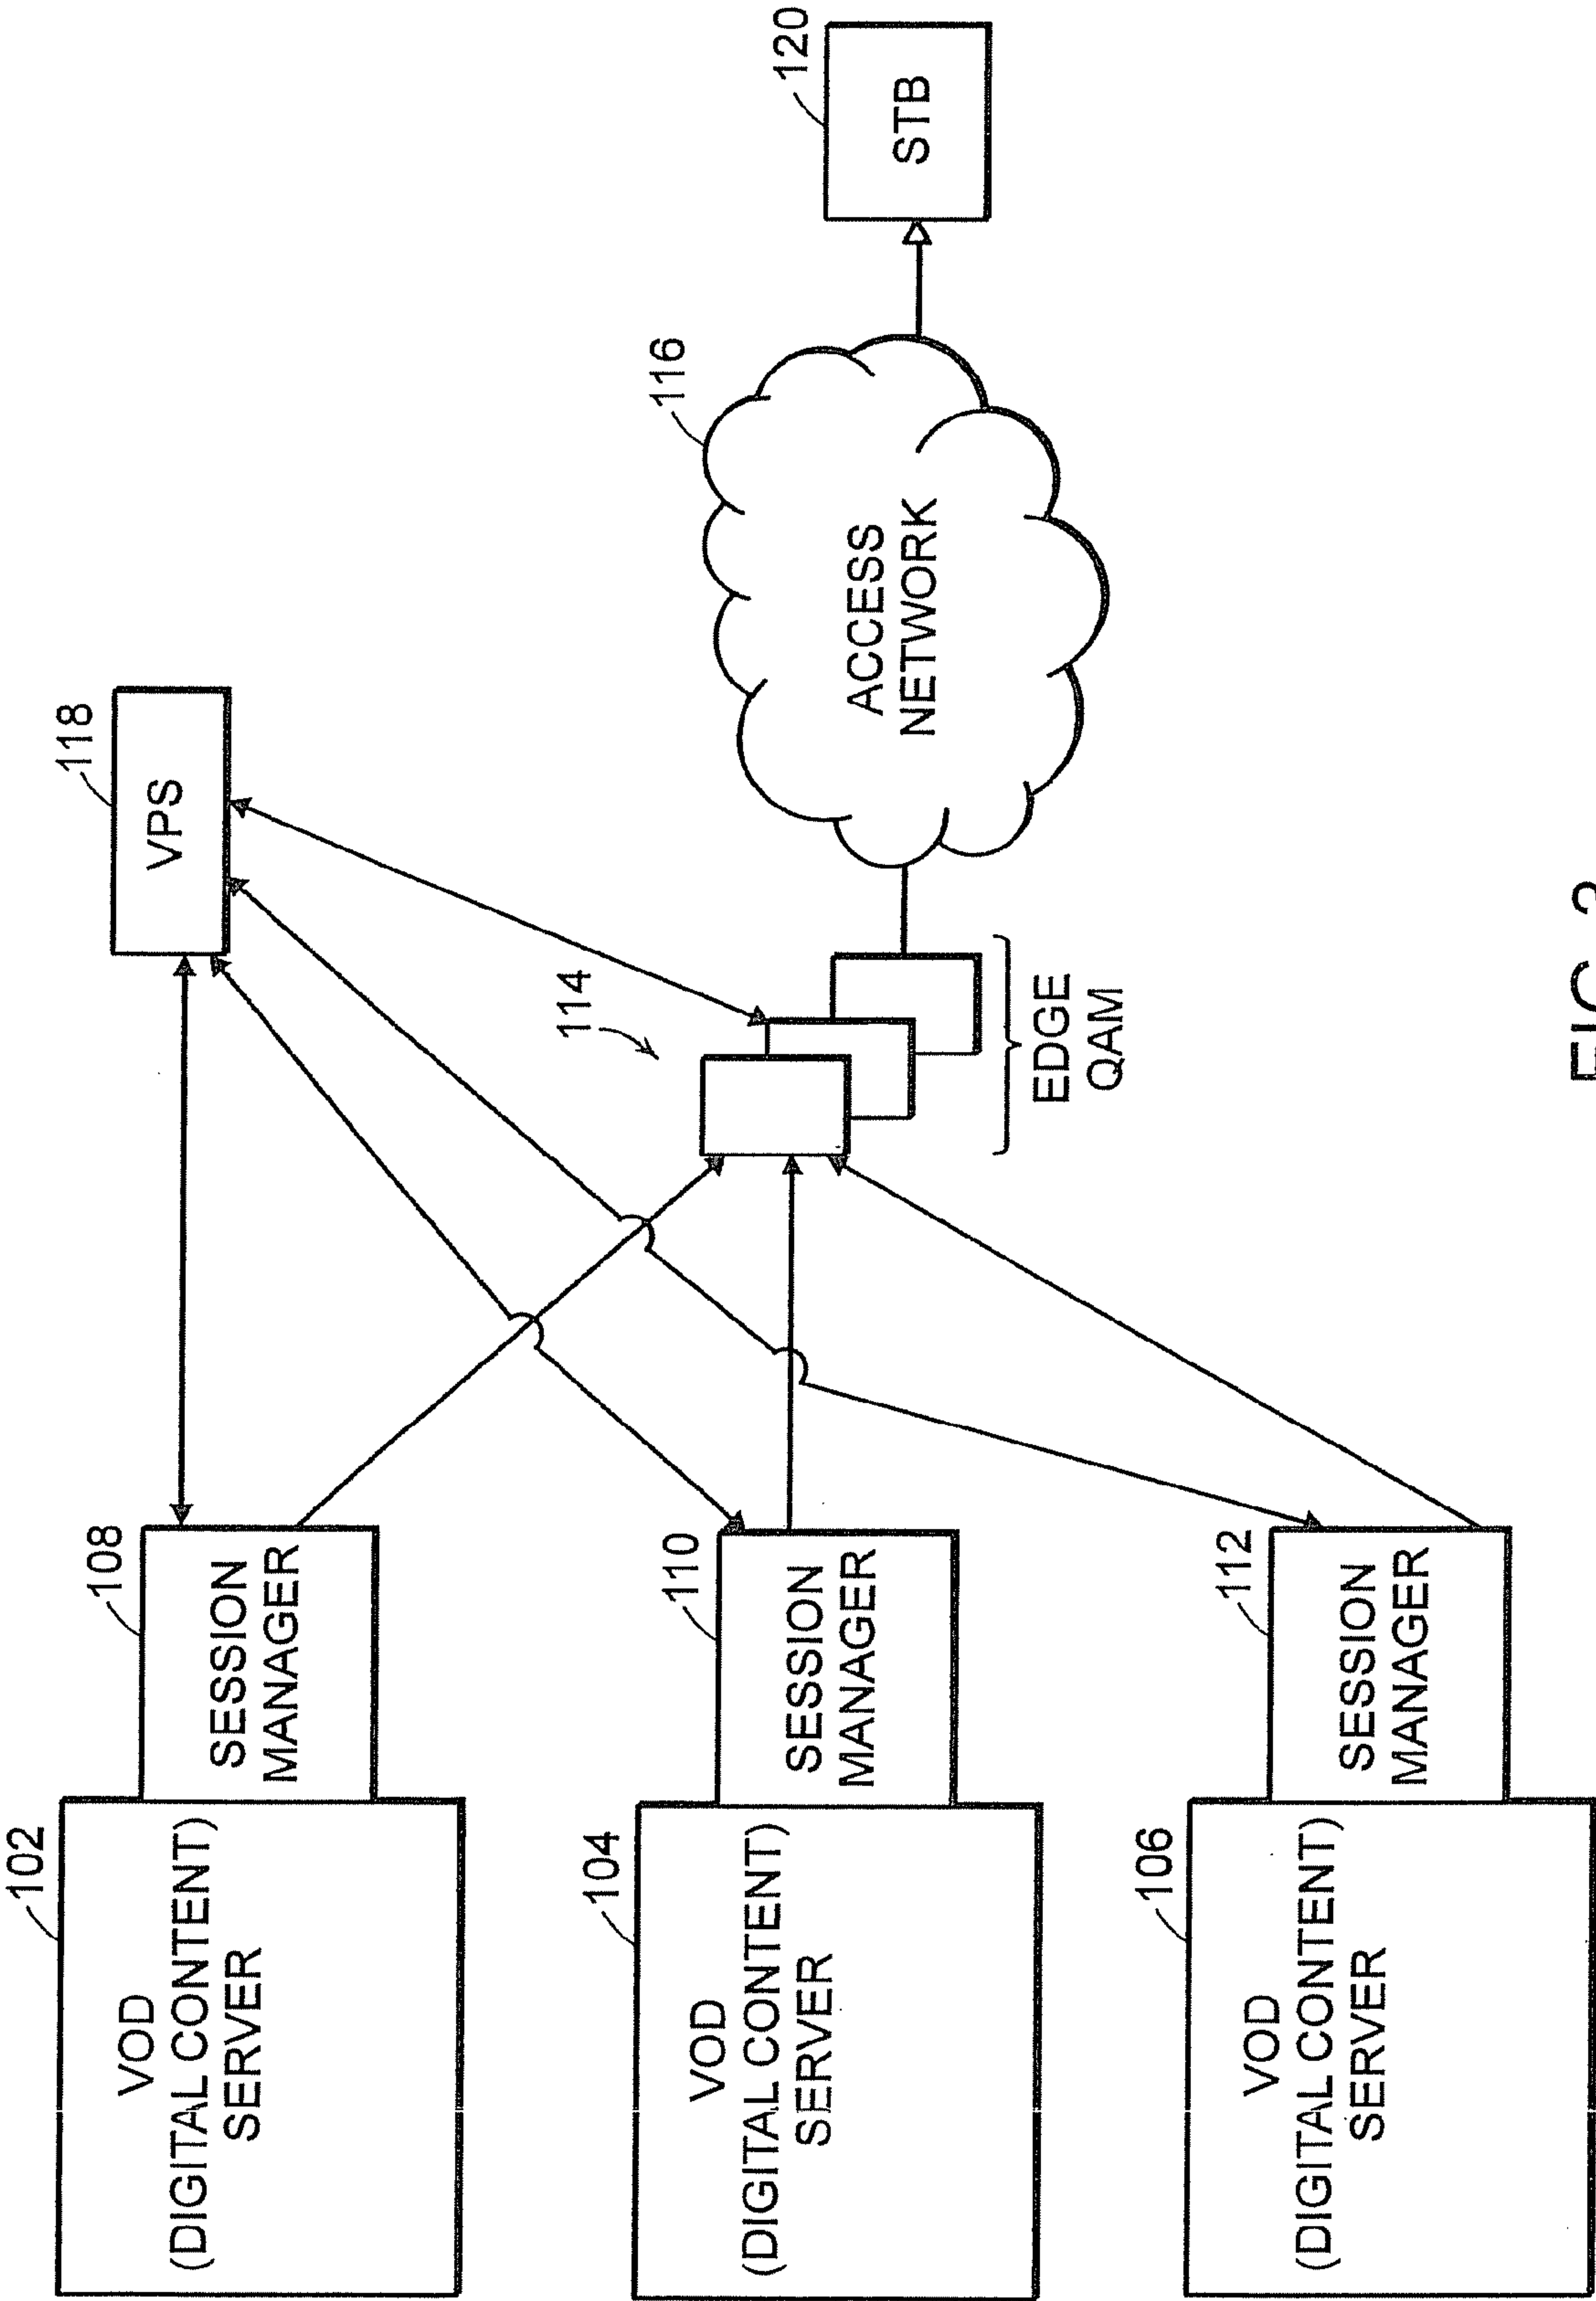 102
VOD
(DIGITAL CONTENT)
SERVER
108
SESSION
MANAGER
118
VPS
104
VOD
(DIGITAL CONTENT)
SERVER
110
SESSION
MANAGER
114
EDGE
QAM
116
ACCESS
NETWORK
120
STB
106
VOD
(DIGITAL CONTENT)
SERVER
112
SESSION
MANAGER
FIG.